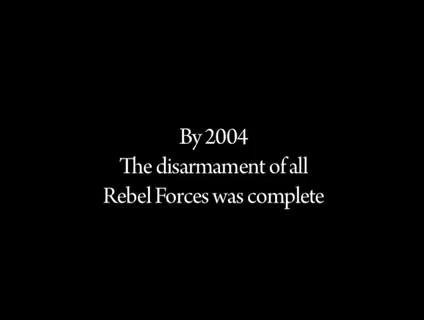 By 2004
The disarmament of all
Rebel Forces was complete